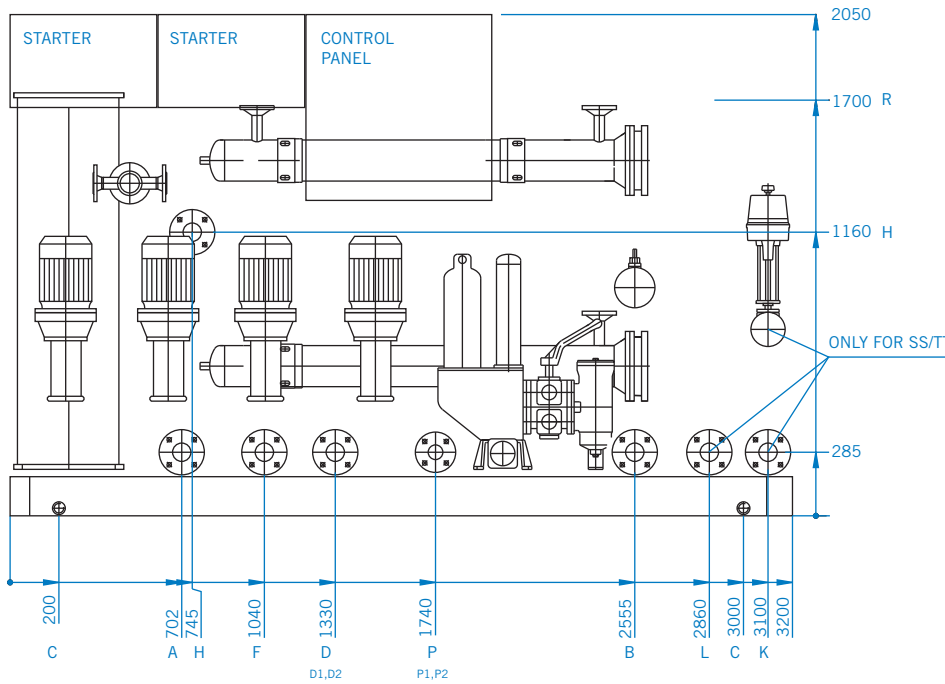 STARTER
STARTER
CONTROL
PANEL
2050
1700 R
1160 H
ONLY FOR SS/TT
285
200
702
745
1040
1330
1740
2555
2860
3000
3100
3200
C A H F D P B L C K
D1,D2 P1,P2